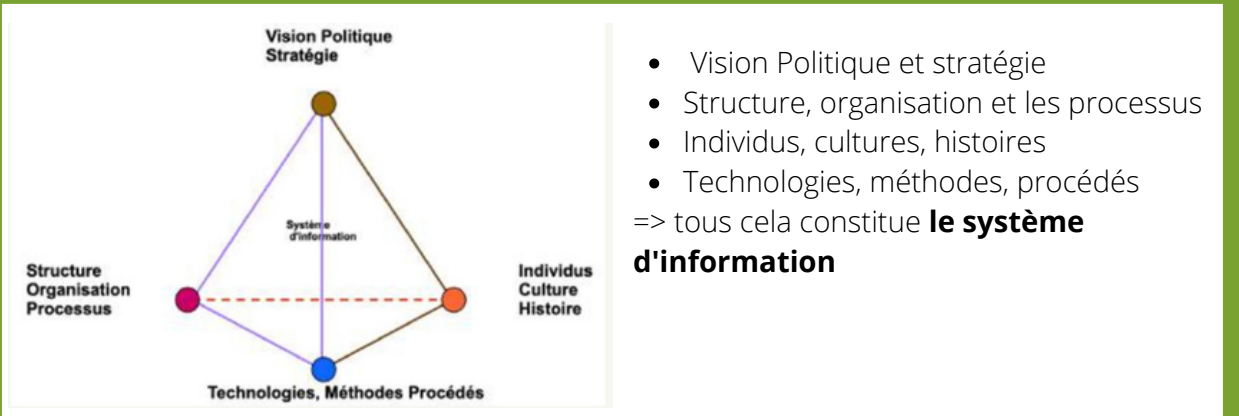 Vision Politique
Stratégie
Système
d'information
Structure
Organisation
Processus
Individus
Culture
Histoire
Technologies, Méthodes Procédés
• Vision Politique et stratégie
• Structure, organisation et les processus
• Individus, cultures, histoires
• Technologies, méthodes, procédés
=> tous cela constitue le système
d'information